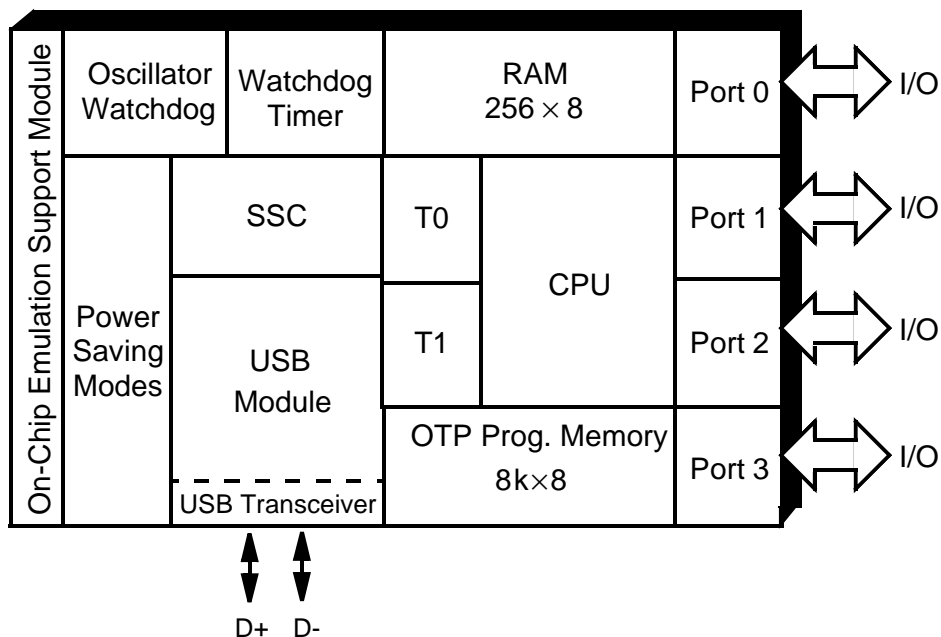 On-Chip Emulation Support Module
Oscillator
Watchdog
Watchdog
Timer
RAM
256 × 8
Port 0
I/O
Power
Saving
Modes
SSC
T0
CPU
Port 1
I/O
USB
Module
T1
Port 2
I/O
USB Transceiver
OTP Prog. Memory
8k×8
Port 3
I/O
D+ D-